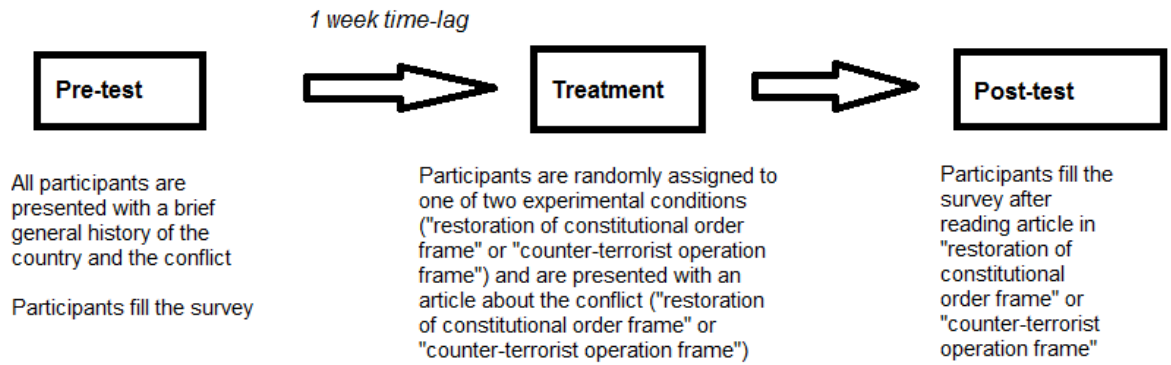 1 week time-lag
Pre-test
Treatment
Post-test
All participants are
presented with a brief
general history of the
country and the conflict
Participants fill the survey
Participants are randomly assigned to
one of two experimental conditions
("restoration of constitutional order
frame" or "counter-terrorist operation
frame") and are presented with an
article about the conflict ("restoration
of constitutional order frame" or
"counter-terrorist operation frame")
Participants fill the
survey after
reading article in
"restoration of
constitutional
order frame" or
"counter-terrorist
operation frame"